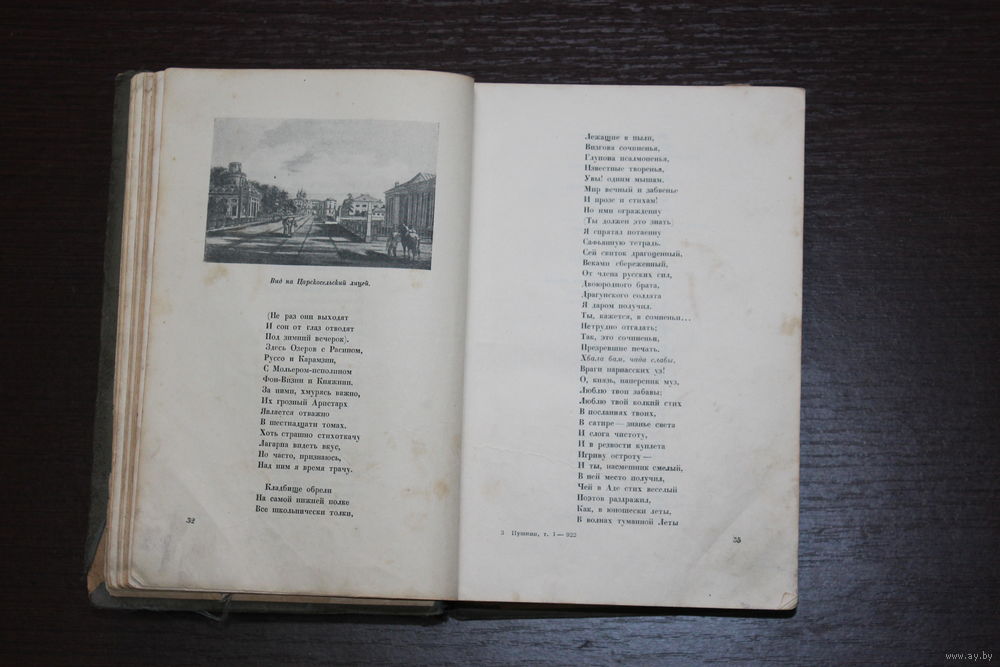 Вид на Царскосельский лицей.
(Не раз они выходят
И сон от глаз отводят
Под зимний вечерок).
Здесь Озеров с Расином,
Руссо и Карамзин,
С Мольером-исполином
Фон-Визин и Княжнин.
За ними, хмурясь важно,
Их грозный Аристарх
Является отважно
В шестнадцати томах.
Хоть страшно стихоткачу
Лагарпа видеть вкус,
Но часто, признаюсь,
Над ним я время трачу.
Кладбище обрели
На самой нижней полке
Все школьнически толки,
32
Лежащие в пыли,
Визгова сочиненья,
Глупона псалмопенья,
Известные творенья,
Увы! одним мышам.
Мир вечный и забвенье
И прозе и стихам!
Но ими ограждену
(Ты должен это знать)
Я спрятал потаенну
Сафьянную тетрадь.
Сей свиток драгоценный,
Веками сбереженный,
От члена русских сил,
Двоюродного брата,
Драгунского солдата
Я даром получил.
Ты, кажется, в сомненьи...
Нетрудно отгадать;
Так, это сочиненьи,
Презревшие печать.
Хвала вам, чада славы,
Враги парнасских уз!
О, князь, наперсник муз,
Люблю твои забавы;
Люблю твой колкий стих
В посланиях твоих,
В сатире — знанье света
И слога чистоту,
И в резвости куплета
Игриву остроту —
И ты, насмешник смелый,
В ней место получил,
Чей в Аде стих веселый
Поэтов раздражил,
Как, в юношески леты,
В волнах туманной Леты
3 Пушкин, т. 1—922
33
www.ay.by